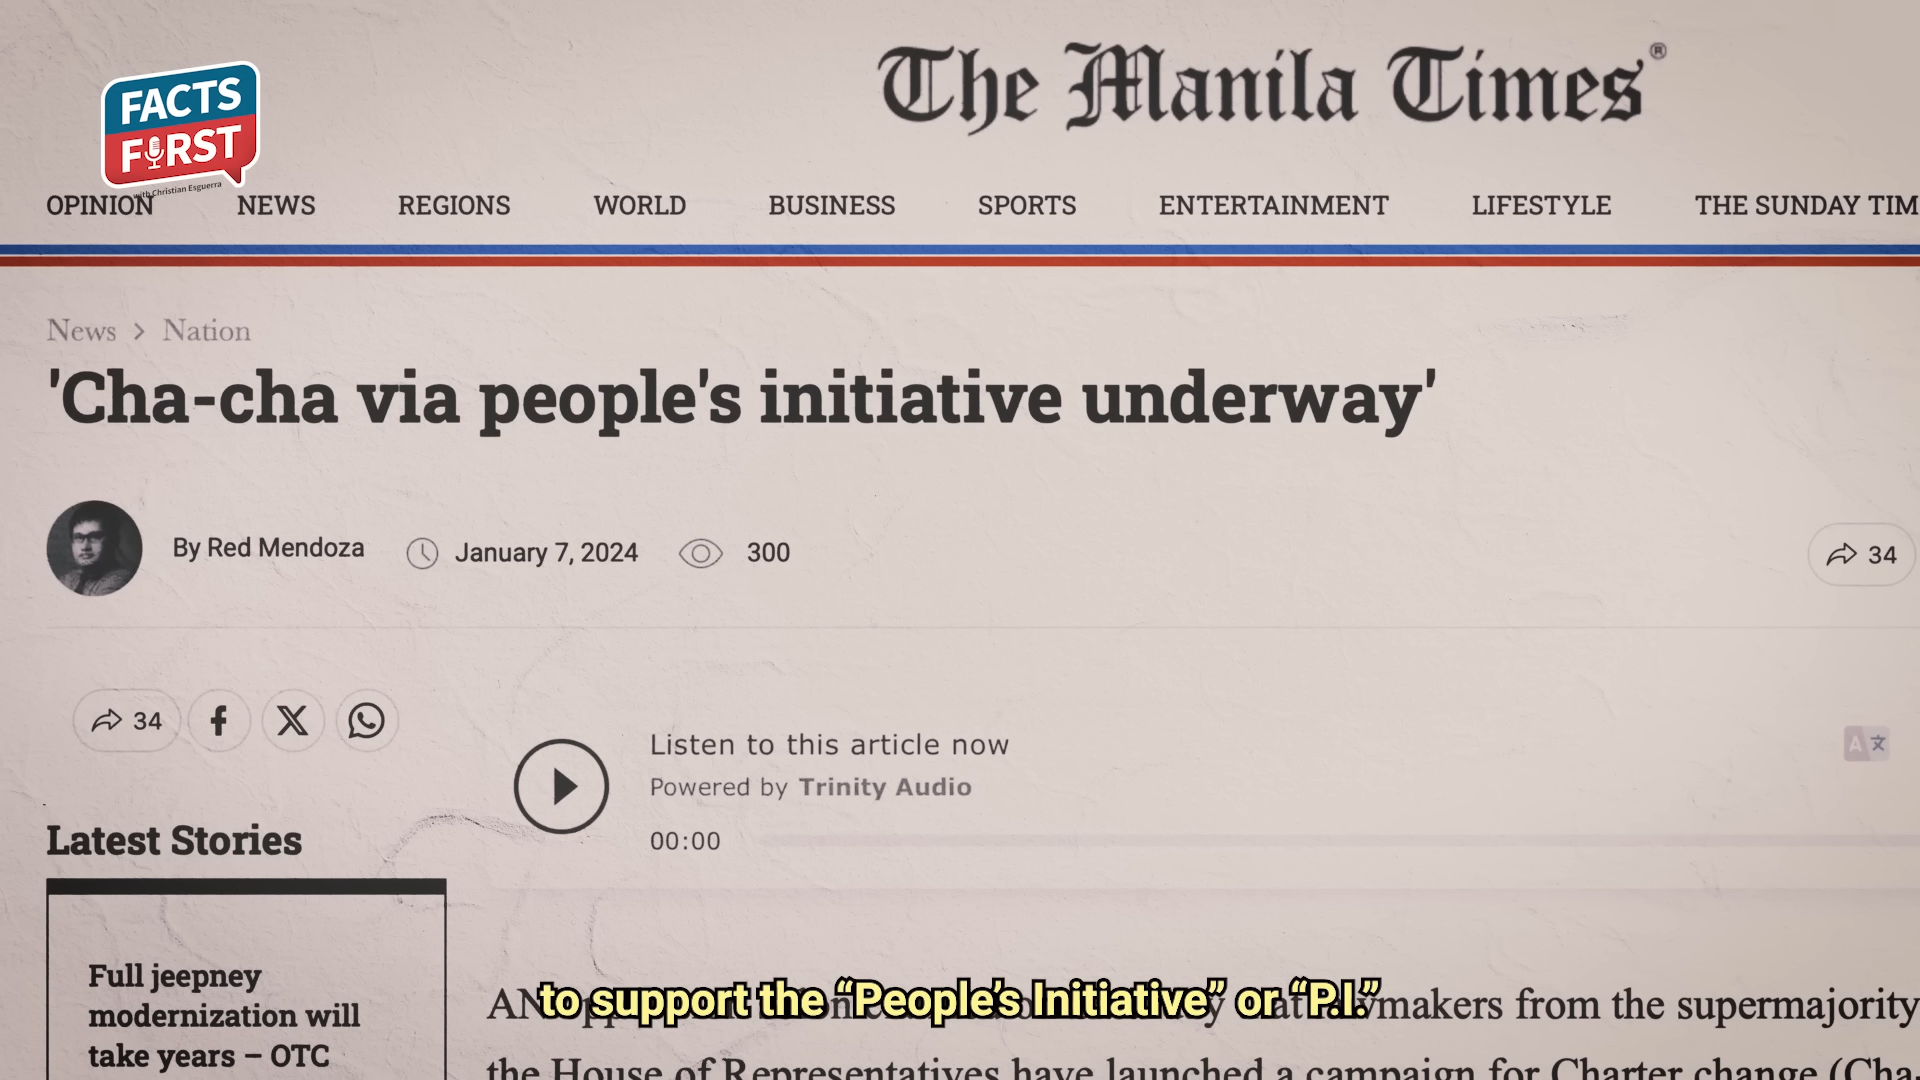 FACTS
FIRST
with Christian Esguerra
The Manila Times®
OPINION NEWS REGIONS WORLD BUSINESS SPORTS ENTERTAINMENT LIFESTYLE THE SUNDAY TIM
News > Nation
'Cha-cha via people's initiative underway'
By Red Mendoza January 7, 2024 300
34
34
Listen to this article now
Powered by Trinity Audio
00:00
Latest Stories
Full jeepney
modernization will
take years – OTC
to support the “People’s Initiative” or “P.I.”
from the supermajority
the House of Representatives have launched a campaign for Charter change (Cha-